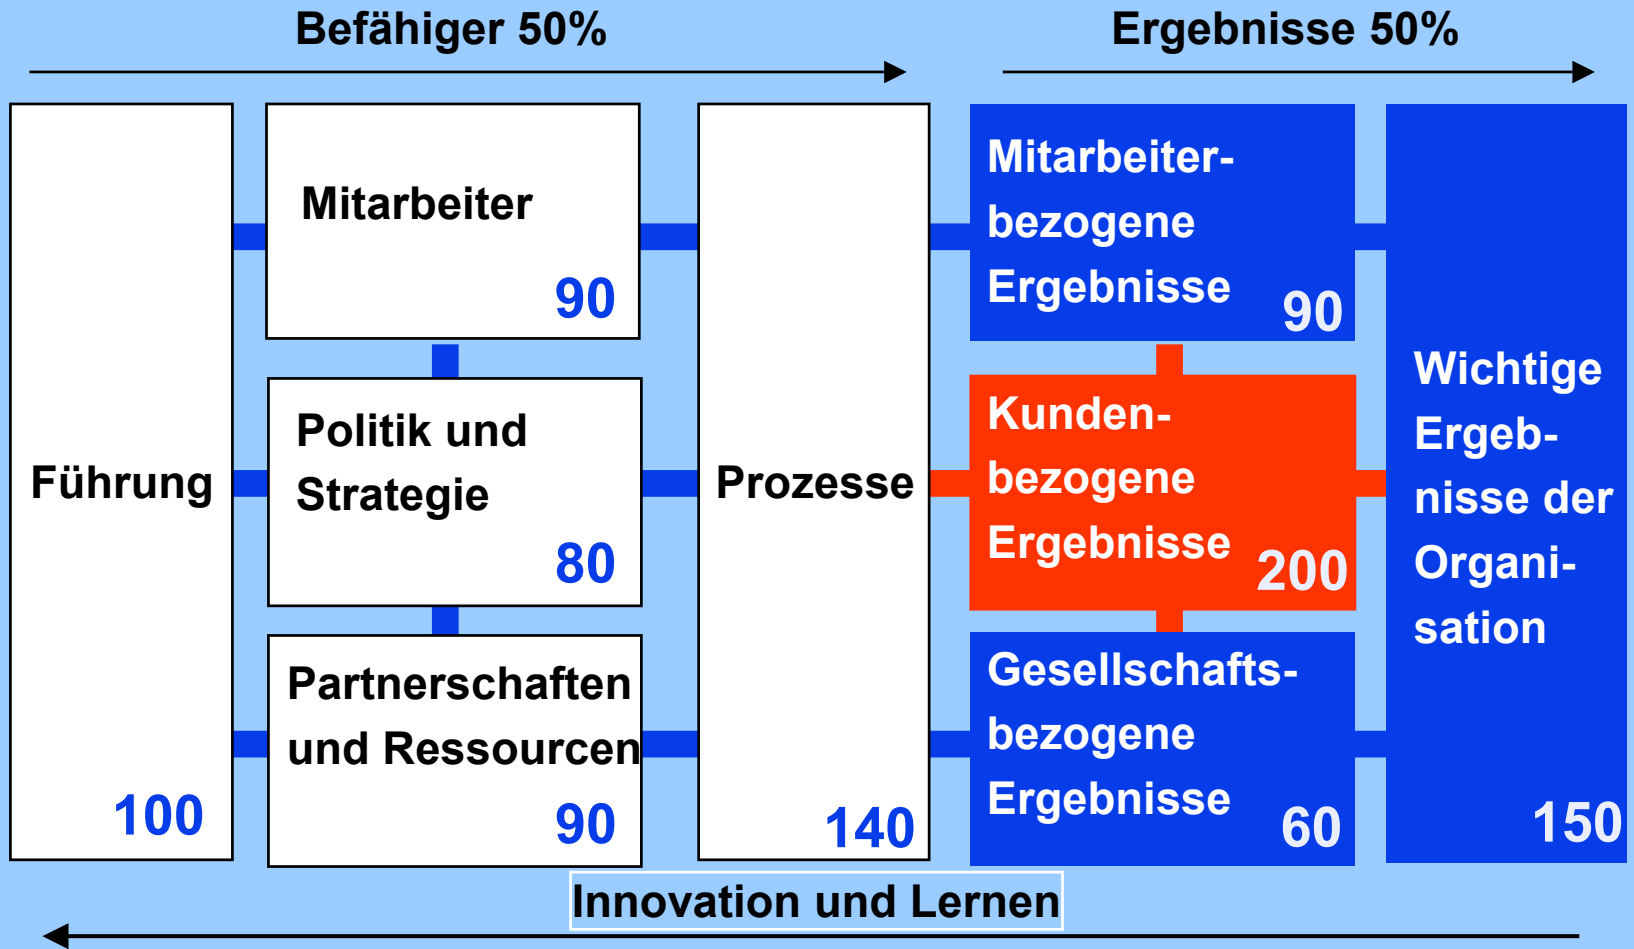 Befähiger 50%
Ergebnisse 50%
Führung
100
Mitarbeiter
90
Politik und
Strategie
80
Partnerschaften
und Ressourcen
90
Prozesse
140
Mitarbeiter-
bezogene
Ergebnisse
90
Kunden-
bezogene
Ergebnisse
200
Gesellschafts-
bezogene
Ergebnisse
60
Wichtige
Ergeb-
nisse der
Organi-
sation
150
Innovation und Lernen